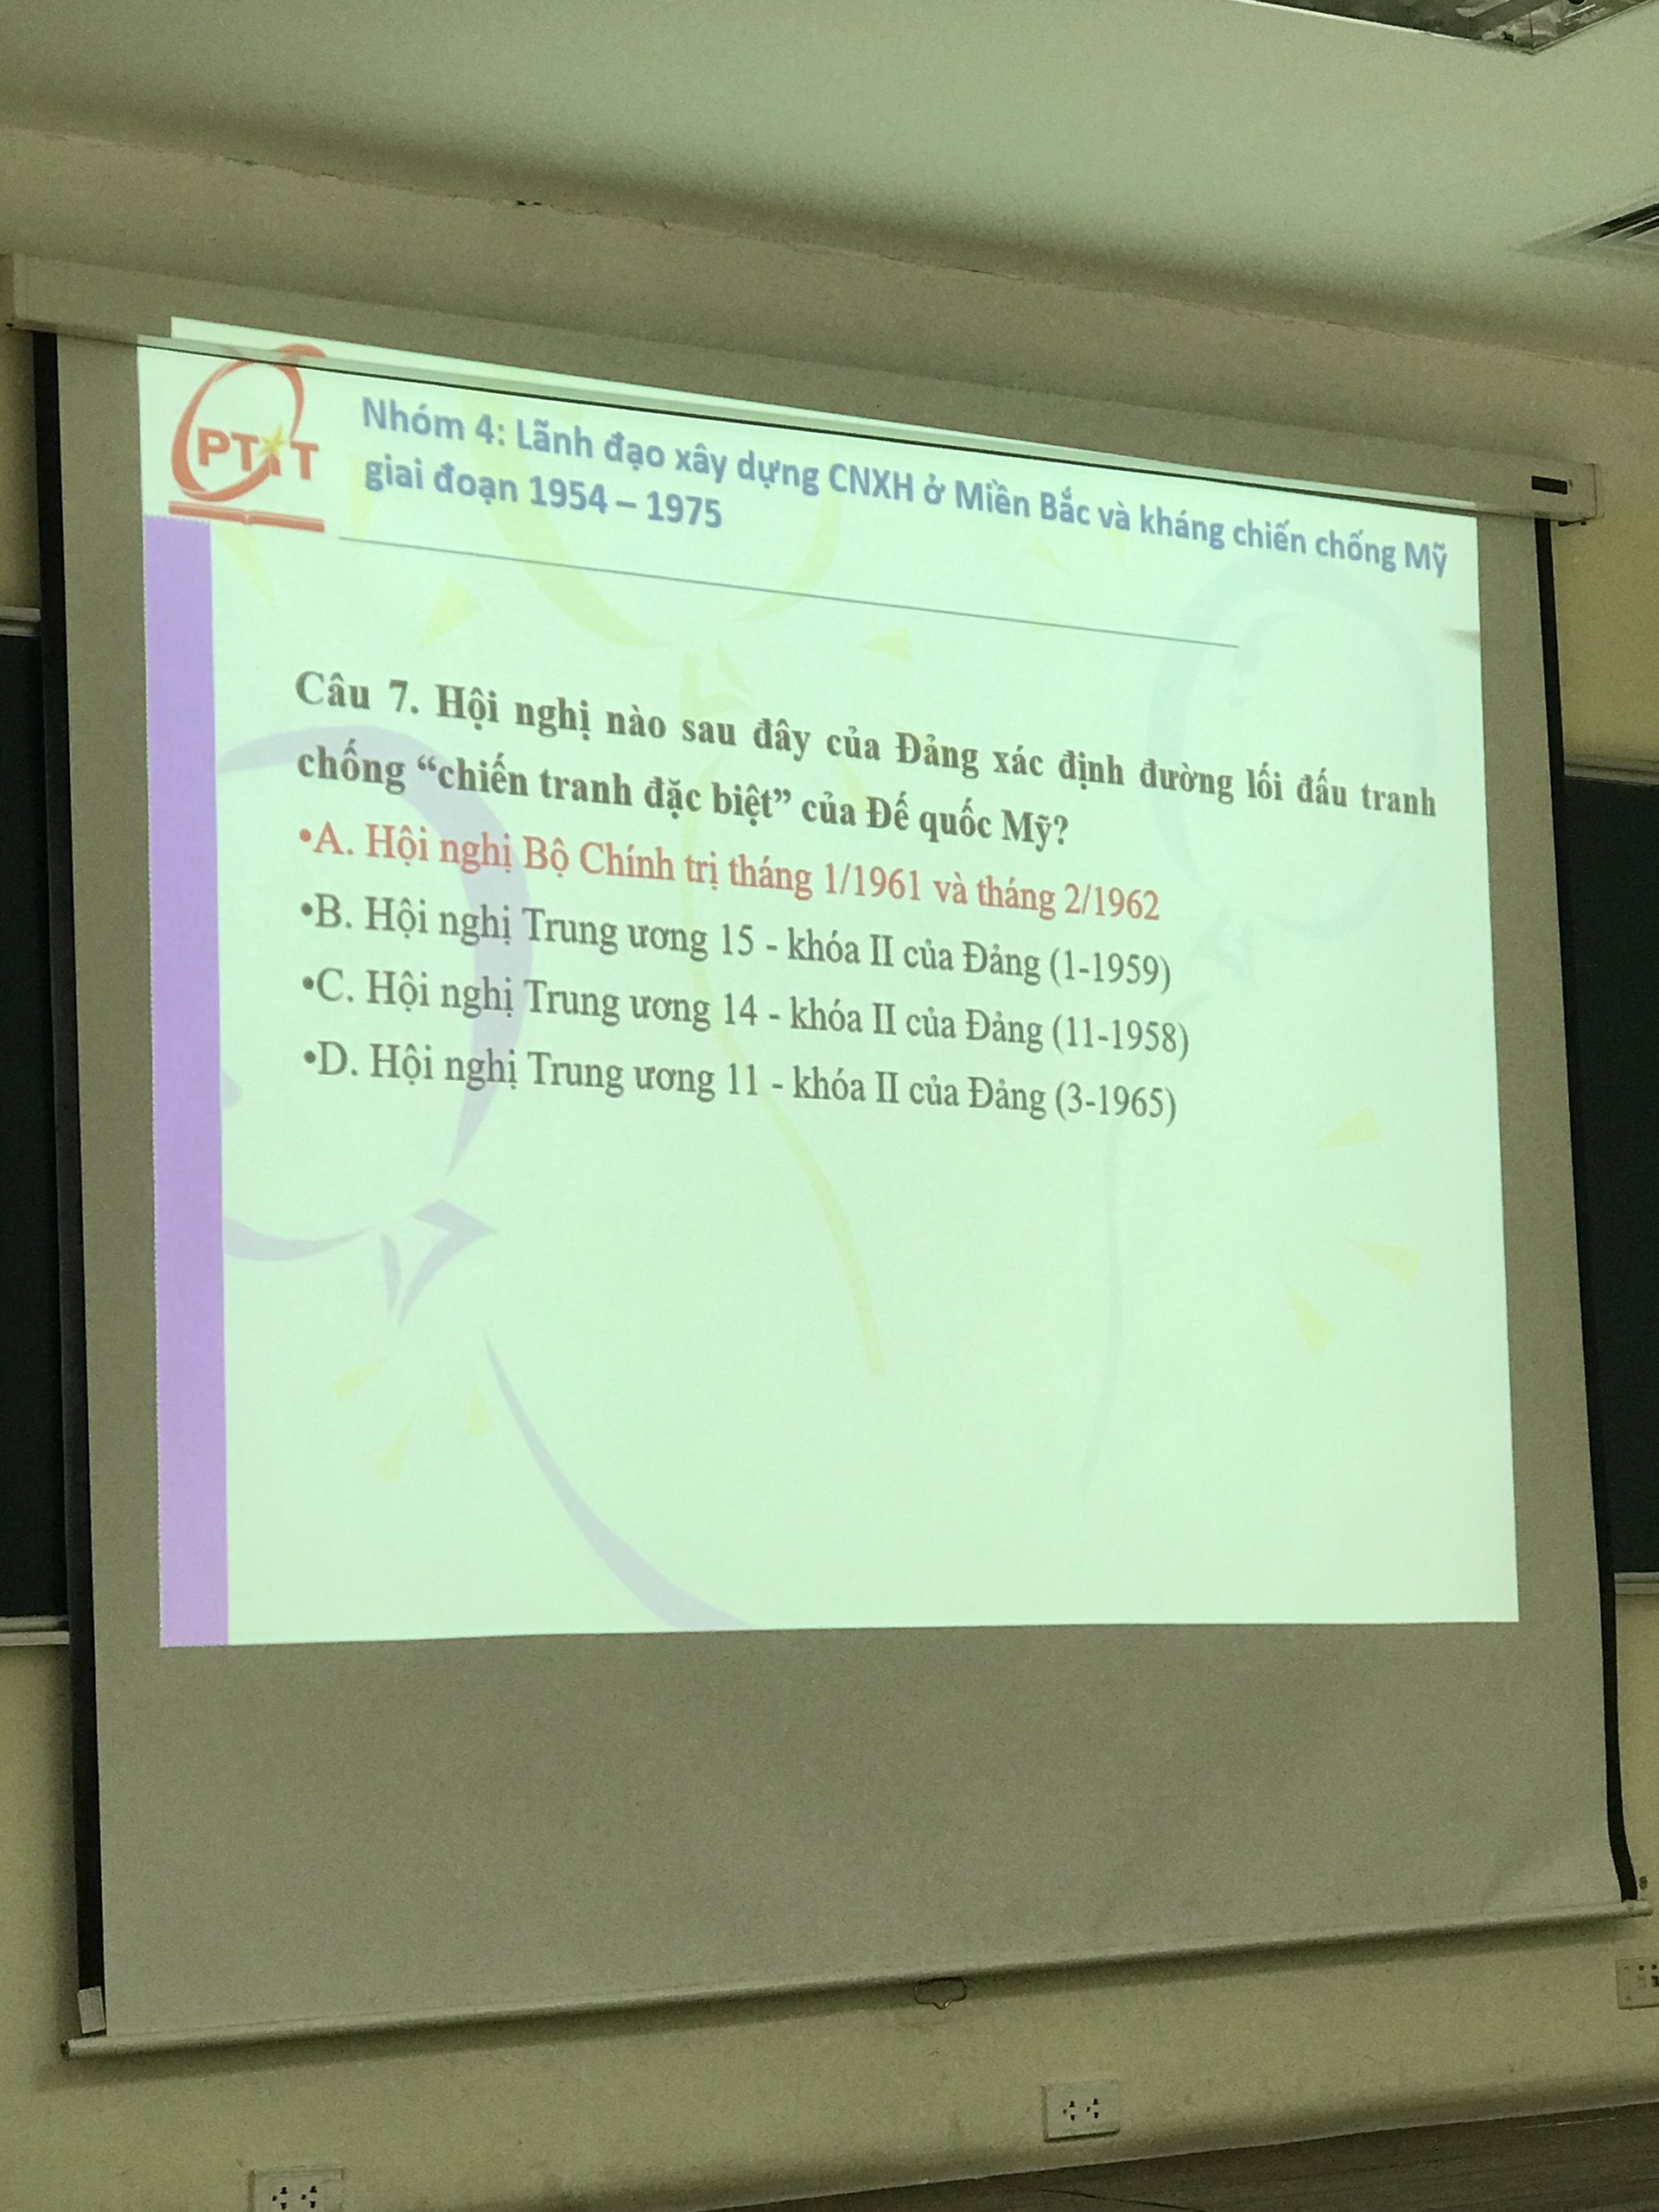 PTiT
Nhóm 4: Lãnh đạo xây dựng CNXH ở Miền Bắc và kháng chiến chống Mỹ
giai đoạn 1954 – 1975
Câu 7. Hội nghị nào sau đây của Đảng xác định đường lối đấu tranh
chống “chiến tranh đặc biệt” của Đế quốc Mỹ?
•A. Hội nghị Bộ Chính trị tháng 1/1961 và tháng 2/1962
•B. Hội nghị Trung ương 15 - khóa II của Đảng (1-1959)
•C. Hội nghị Trung ương 14 - khóa II của Đảng (11-1958)
•D. Hội nghị Trung ương 11 - khóa II của Đảng (3-1965)